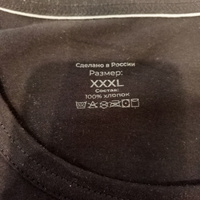 Сделано в России
Размер:
XXXL
Состав:
100% хлопок